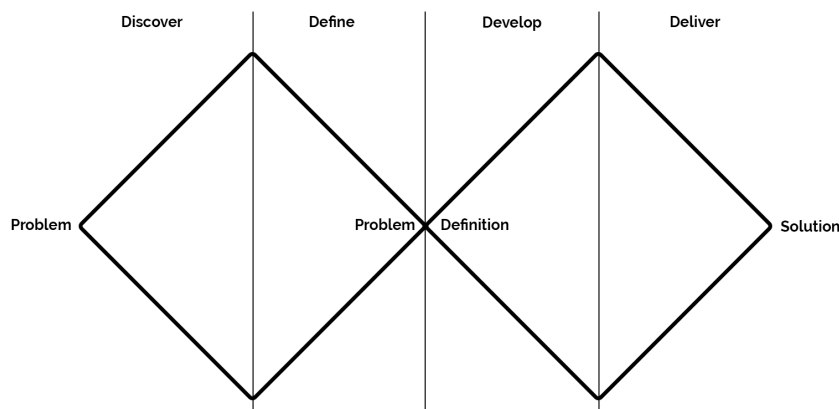 Discover
Define
Develop
Deliver
Problem
Problem
Definition
Solution